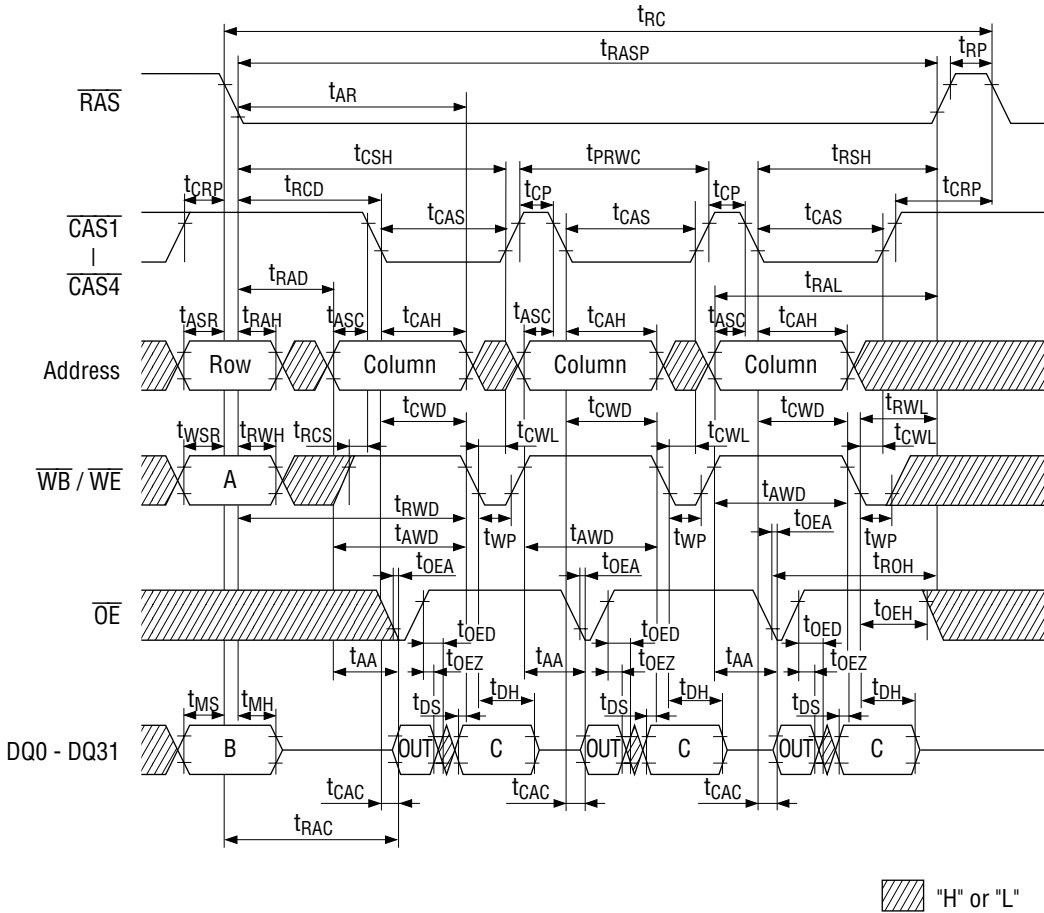 tRC
tRASP tRP
RAS tAR
tCSH tPRWC tRSH
tCRP tRCD tCP tCP tCRP
CAS1 tCAS tCAS tCAS
|
CAS4
tRAD tRAL
tASR tRAH tASC tCAH tASC tCAH tASC tCAH
Address Row Column Column Column
tCWD tCWD tCWD tRWL
tWSR tRWH tRCS tCWL tCWL tCWL
WB / WE A
tRWD tAWD
tAWD tWP tAWD tWP tOEA tWP
tOEA tOEA tROH
OE
tOED tOED tOED tOEH
tAA tOEZ tAA tOEZ tAA tOEZ
tMS tMH tDS tDH tDS tDH tDS tDH
DQ0 - DQ31 B OUT C OUT C OUT C
tCAC tCAC tCAC
tRAC
"H" or "L"